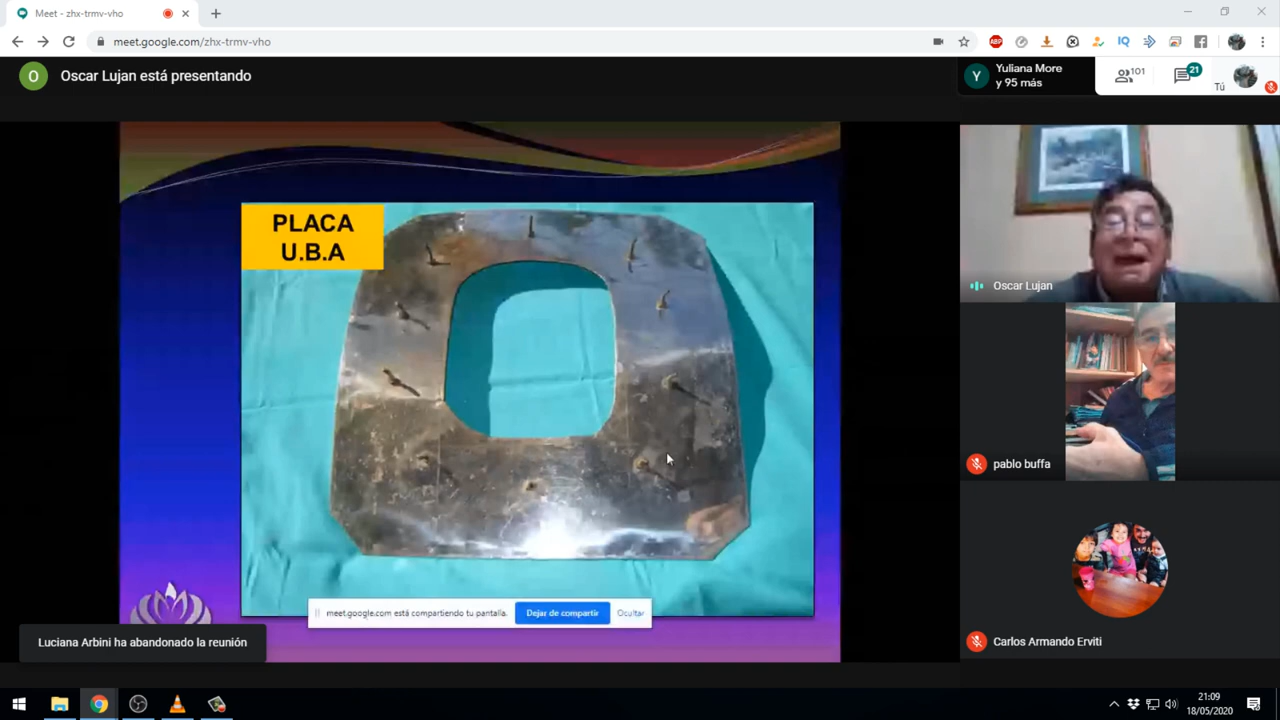 Meet - zhx-trmv-vho
meet.google.com/zhx-trmv-vho
ABP
IQ
O
Oscar Lujan está presentando
Y
Yuliana More
y 95 más
101
21
Tú
PLACA
U.B.A
Oscar Lujan
pablo buffa
Carlos Armando Erviti
meet.google.com está compartiendo tu pantalla.
Dejar de compartir
Ocultar
Luciana Arbini ha abandonado la reunión
21:09
18/05/2020